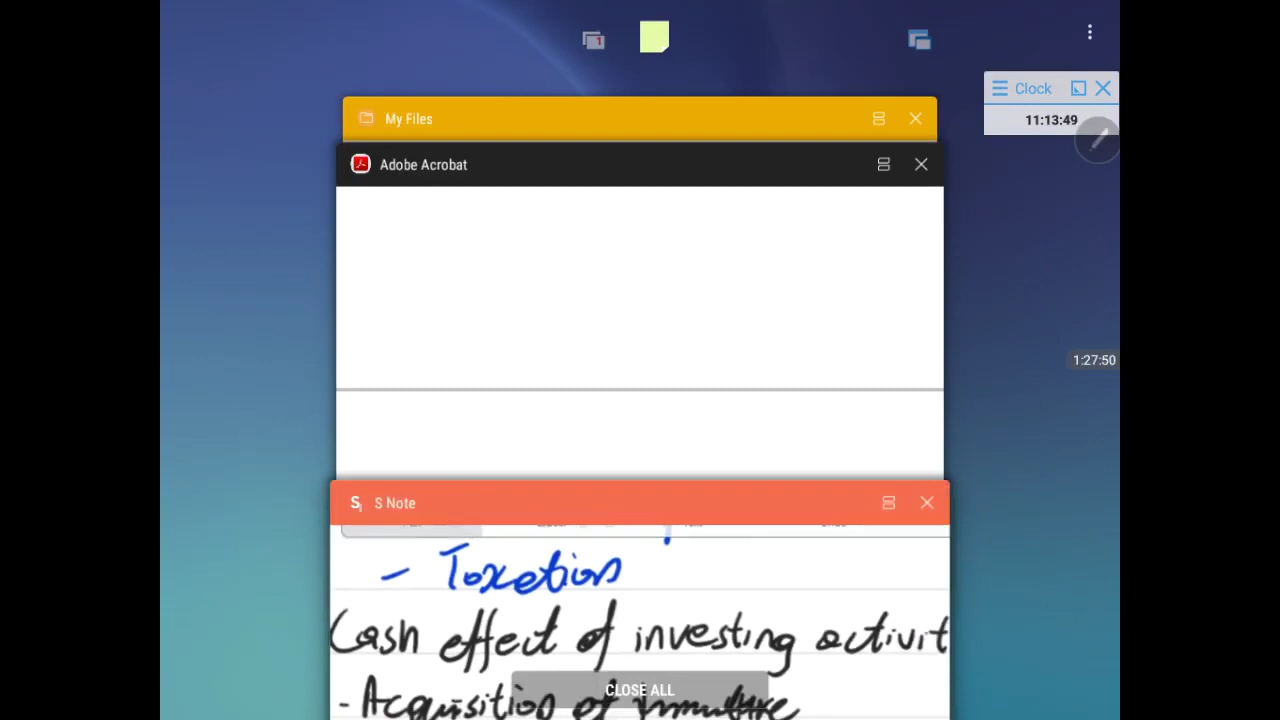 1
Clock
11:13:49
My Files
Adobe Acrobat
1:27:50
S S Note
- Taxation
Cash effect of investing activit
- Acquisition of
CLOSE ALL